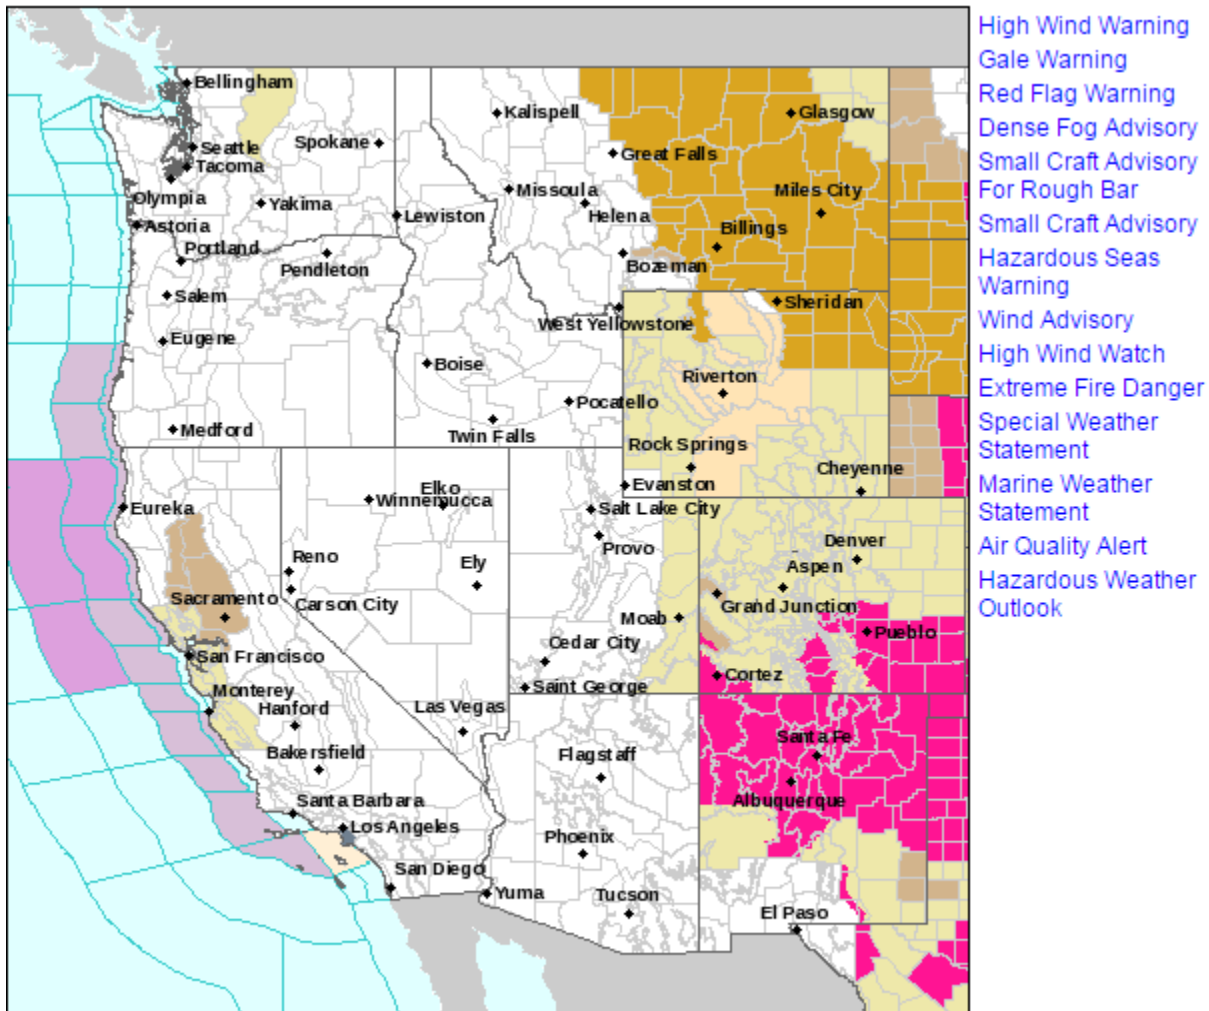 High Wind Warning
Gale Warning
Red Flag Warning
Dense Fog Advisory
Small Craft Advisory
For Rough Bar
Small Craft Advisory
Hazardous Seas
Warning
Wind Advisory
High Wind Watch
Extreme Fire Danger
Special Weather
Statement
Marine Weather
Statement
Air Quality Alert
Hazardous Weather
Outlook
Bellingham
Kalispell
Glasgow
Seattle
Spokane
Great Falls
Tacoma
Olympia
Yakima
Missoula
Miles City
Helena
Lewiston
Astoria
Billings
Portland
Pendleton
Bozeman
Salem
Sheridan
West Yellowstone
Eugene
Boise
Riverton
Pocatello
Medford
Twin Falls
Rock Springs
Cheyenne
Elko
Evanston
Winnemucca
Eureka
Salt Lake City
Provo
Denver
Reno
Ely
Aspen
Sacramento
Carson City
Grand Junction
Moab
Pueblo
Cedar City
San Francisco
Cortez
Saint George
Monterey
Hanford
Las Vegas
Santa Fe
Bakersfield
Flagstaff
Santa Barbara
Albuquerque
Los Angeles
Phoenix
San Diego
Yuma
Tucson
El Paso